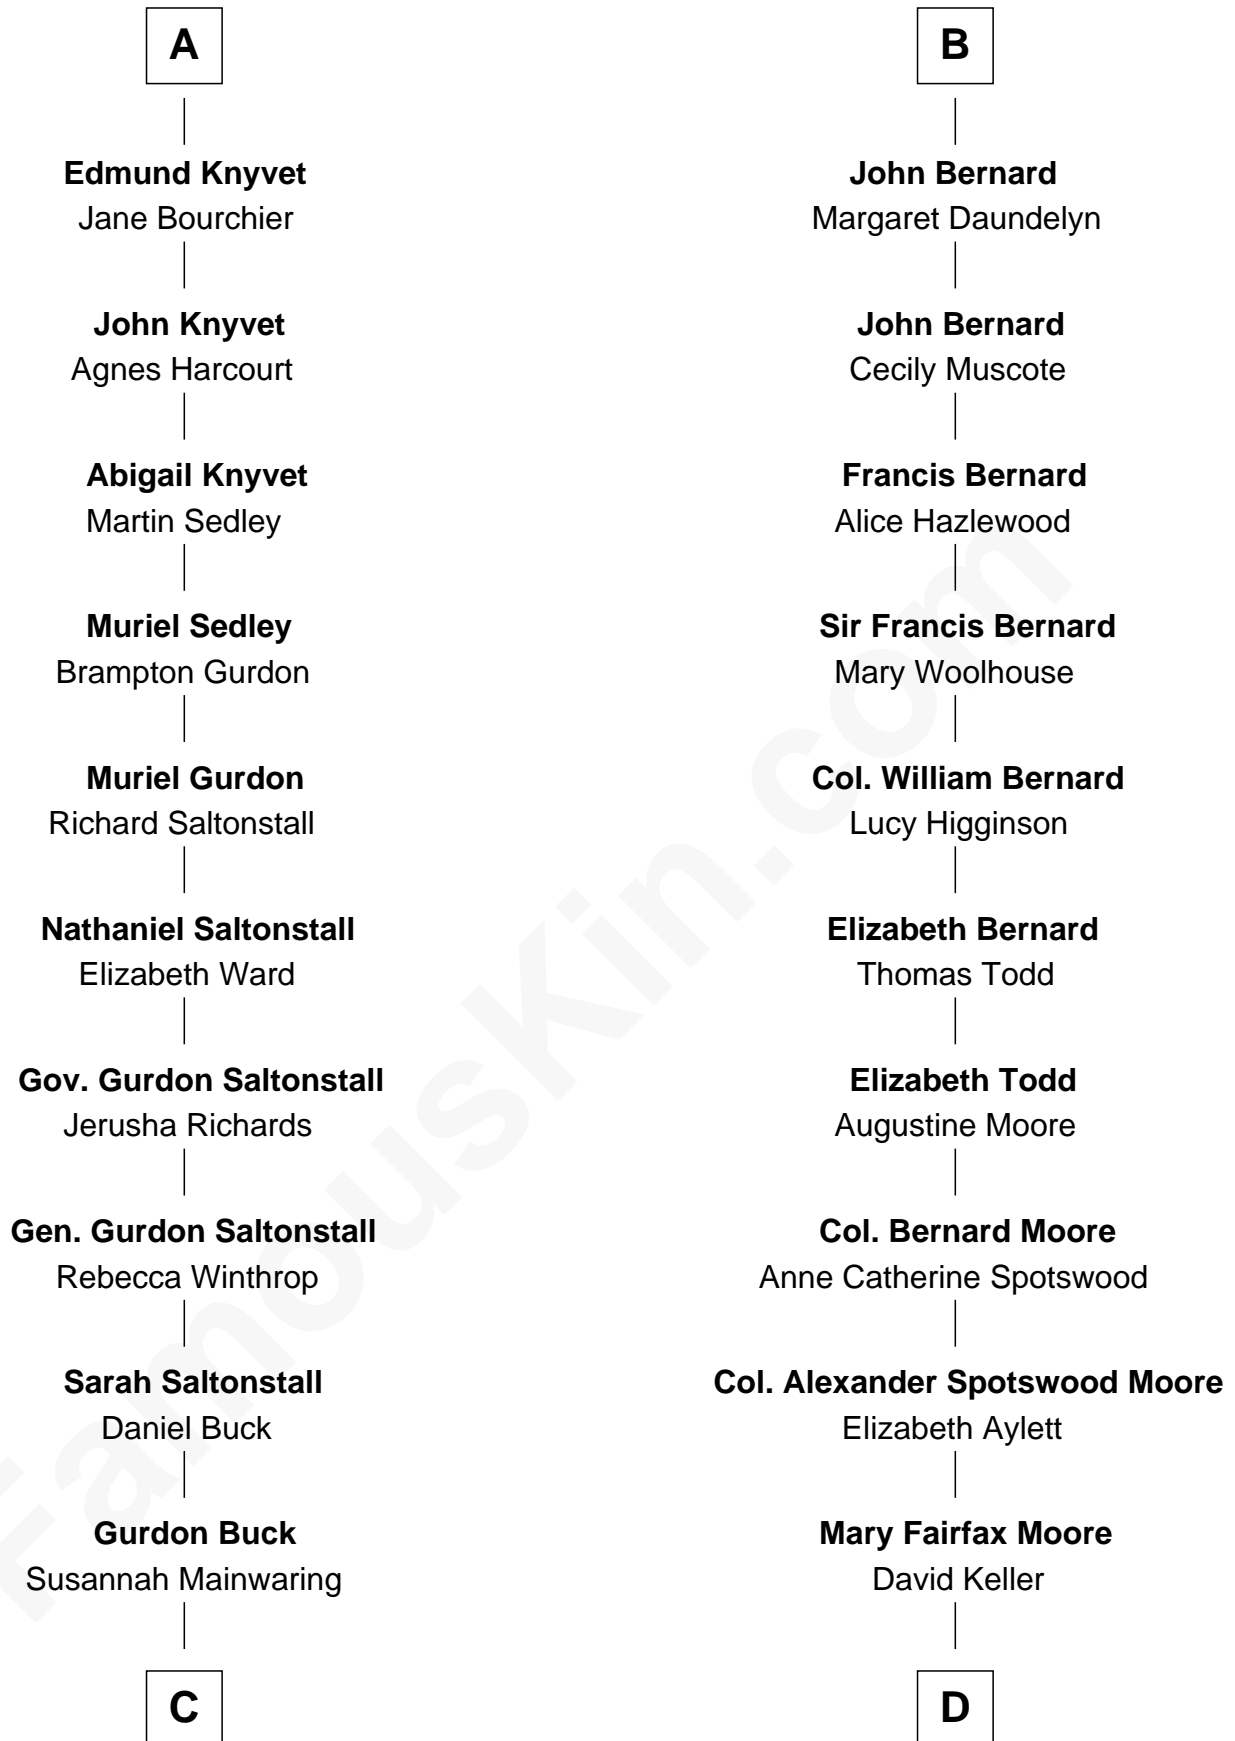 A
Edmund Knyvet
Jane Bourchier
John Knyvet
Agnes Harcourt
Abigail Knyvet
Martin Sedley
Muriel Sedley
Brampton Gurdon
Muriel Gurdon
Richard Saltonstall
Nathaniel Saltonstall
Elizabeth Ward
Gov. Gurdon Saltonstall
Jerusha Richards
Gen. Gurdon Saltonstall
Rebecca Winthrop
Sarah Saltonstall
Daniel Buck
Gurdon Buck
Susannah Mainwaring
C
B
John Bernard
Margaret Daundelyn
John Bernard
Cecily Muscote
Francis Bernard
Alice Hazlewood
Sir Francis Bernard
Mary Woolhouse
Col. William Bernard
Lucy Higginson
Elizabeth Bernard
Thomas Todd
Elizabeth Todd
Augustine Moore
Col. Bernard Moore
Anne Catherine Spotswood
Col. Alexander Spotswood Moore
Elizabeth Aylett
Mary Fairfax Moore
David Keller
D
FamousKin.com